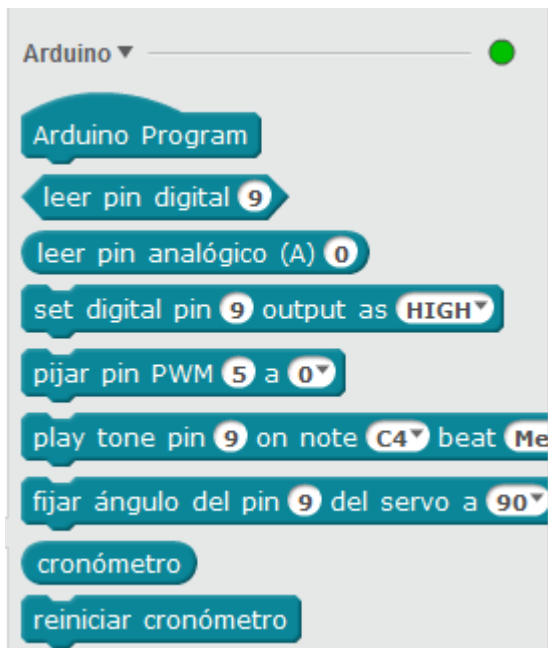 Arduino
Arduino Program
leer pin digital 9
leer pin analógico (A) 0
set digital pin 9 output as HIGH
pijar pin PWM 5 a 0
play tone pin 9 on note C4 beat Me
fijar ángulo del pin 9 del servo a 90
cronómetro
reiniciar cronómetro